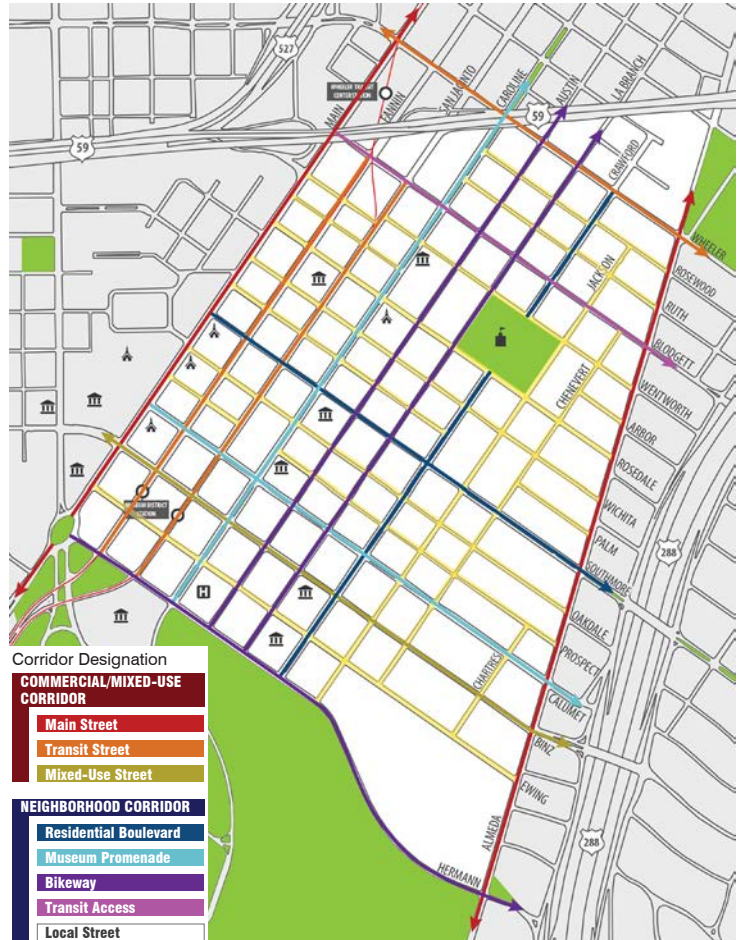 527
WHEELER TRANSIT
CENTER STATION
MAIN
FANNIN
SAN JACINTO
CAROLINE
AUSTIN
LA BRANCH
59
59
CRAWFORD
WHEELER
JACKSON
ROSEWOOD
RUTH
BLODGETT
CHENEVERT
WENTWORTH
ARBOR
ROSEDALE
WICHITA
PALM
288
SOUTHMORE
MUSEUM DISTRICT
STATION
OAKDALE
PROSPECT
CHARTRES
CALUMET
H
BINZ
EWING
ALMEDA
288
HERMANN
Corridor Designation
COMMERCIAL/MIXED-USE
CORRIDOR
Main Street
Transit Street
Mixed-Use Street
NEIGHBORHOOD CORRIDOR
Residential Boulevard
Museum Promenade
Bikeway
Transit Access
Local Street